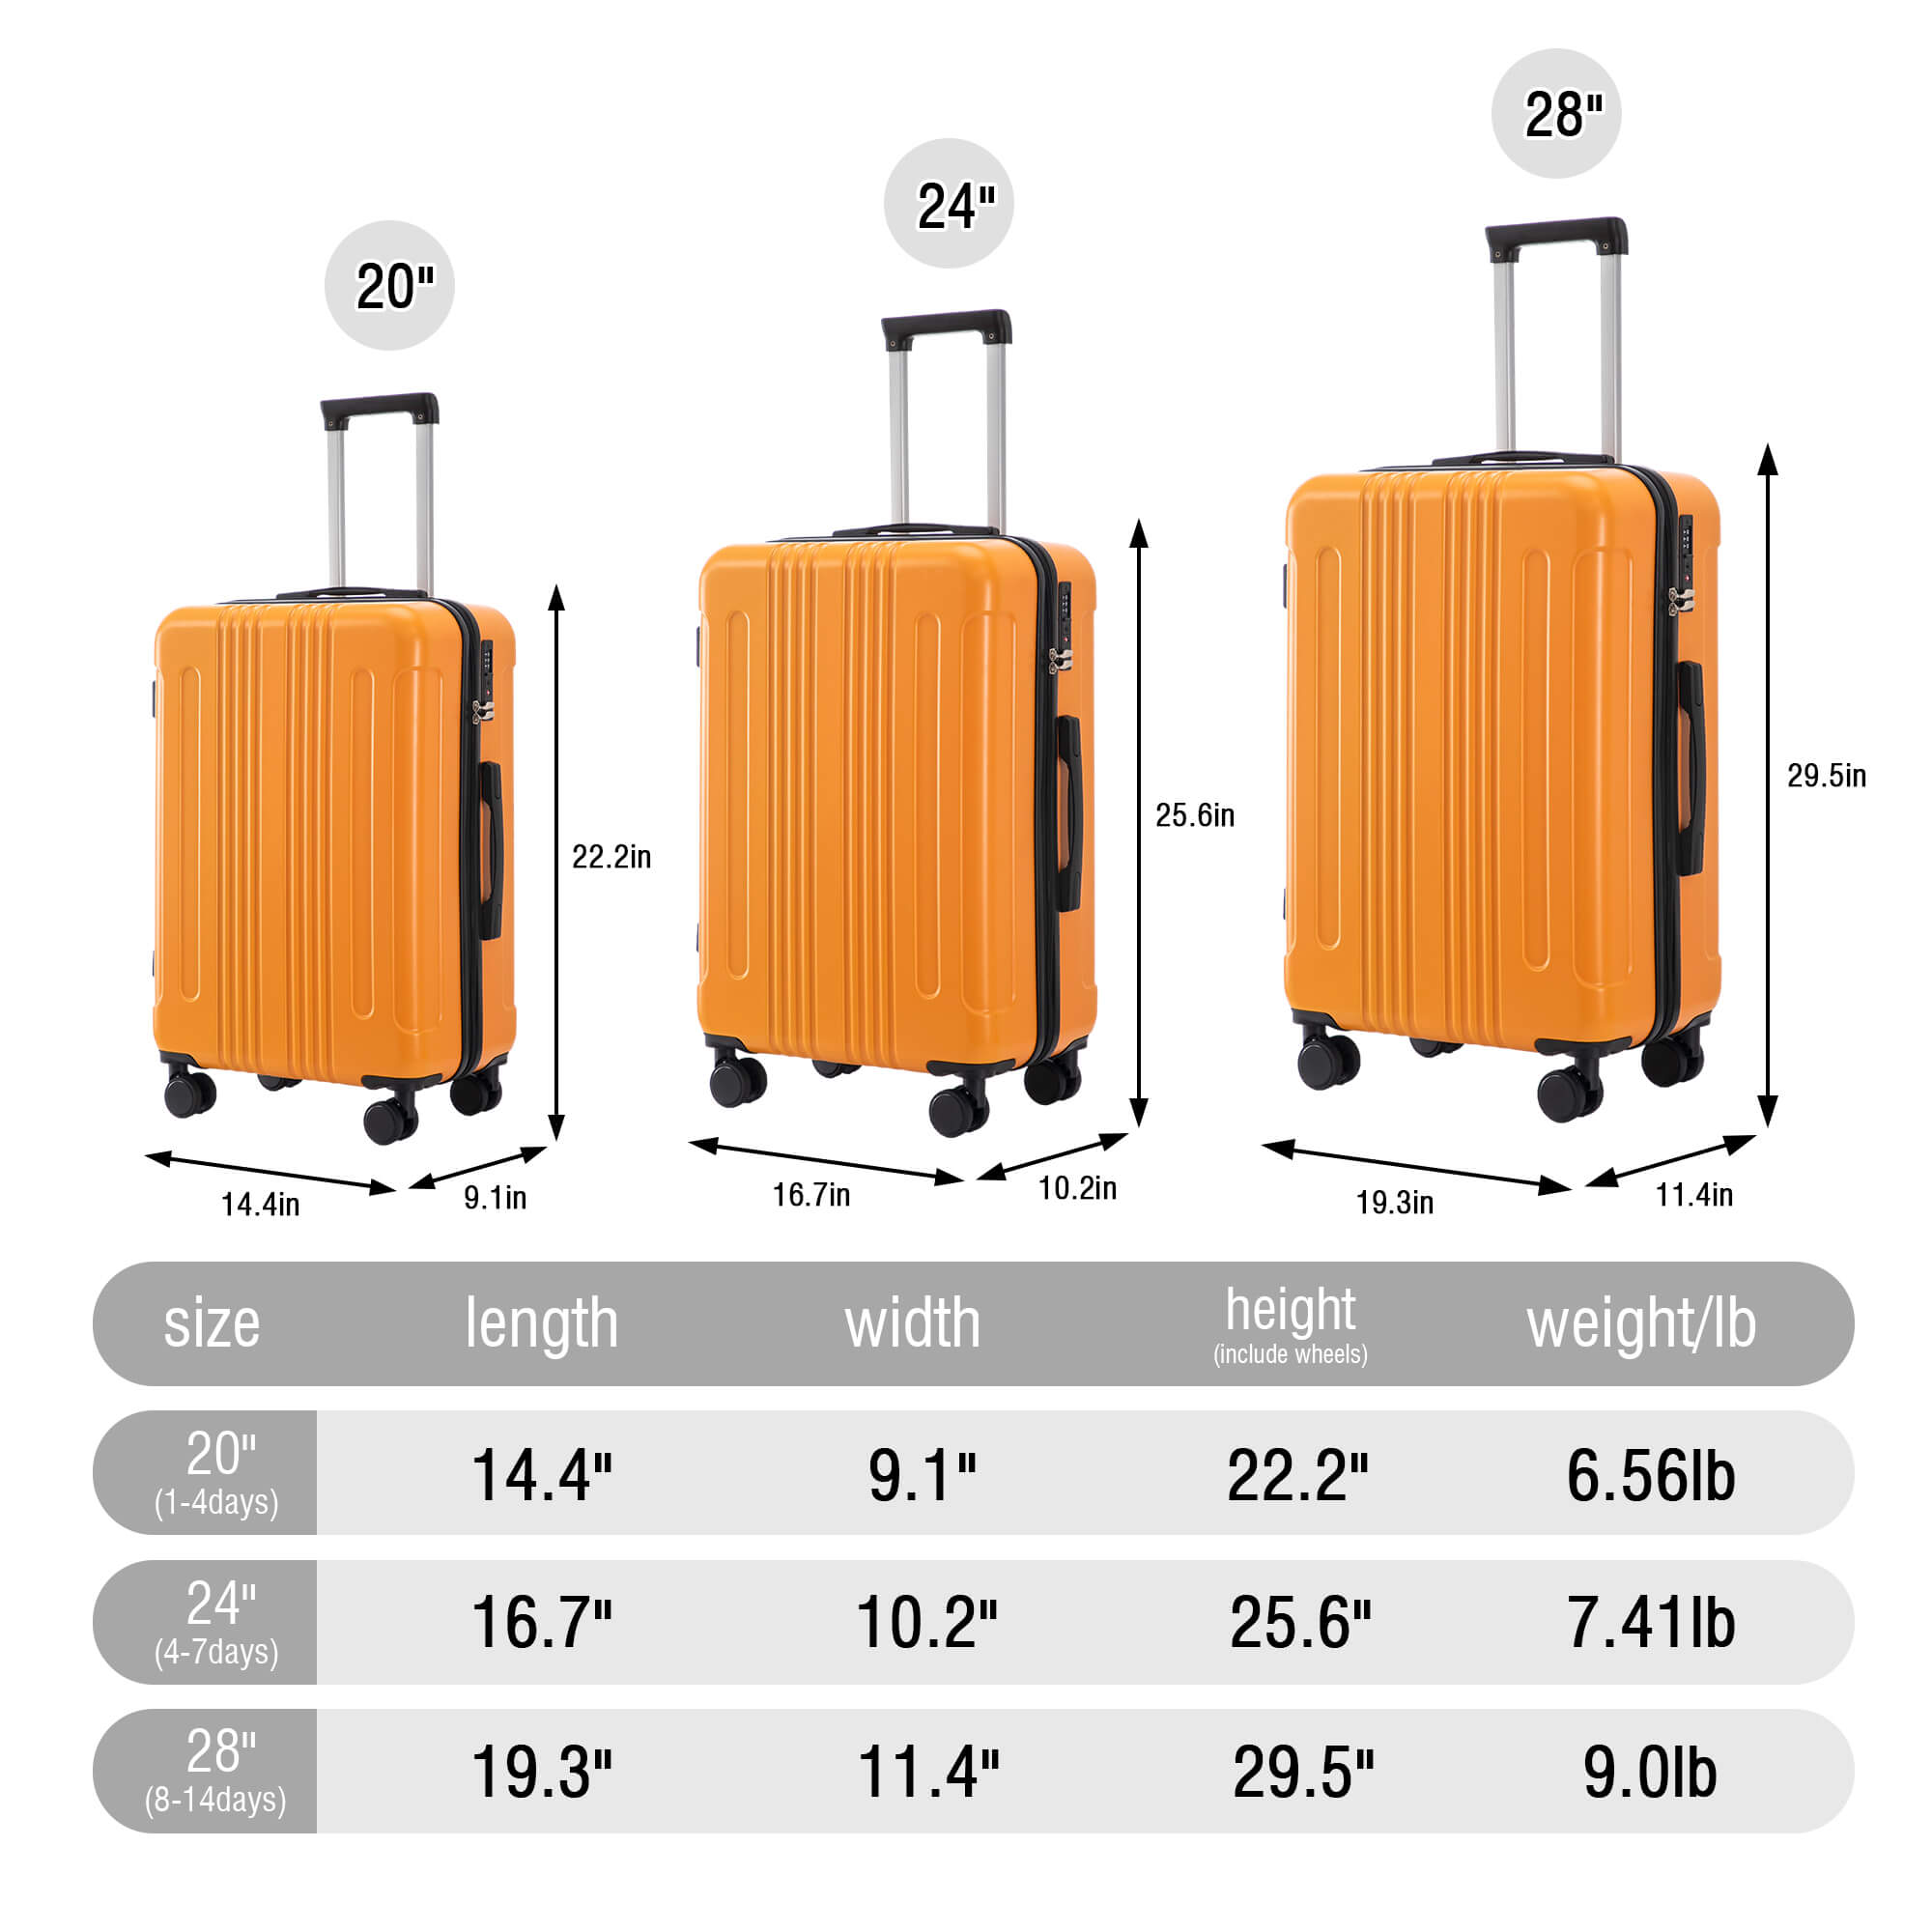 28"
24"
20"
29.5in
25.6in
22.2in
14.4in
9.1in
16.7in
10.2in
19.3in
11.4in
size length width height weight/lb
(include wheels)
20" 14.4" 9.1" 22.2" 6.56lb
(1-4days)
24" 16.7" 10.2" 25.6" 7.41lb
(4-7days)
28" 19.3" 11.4" 29.5" 9.0lb
(8-14days)